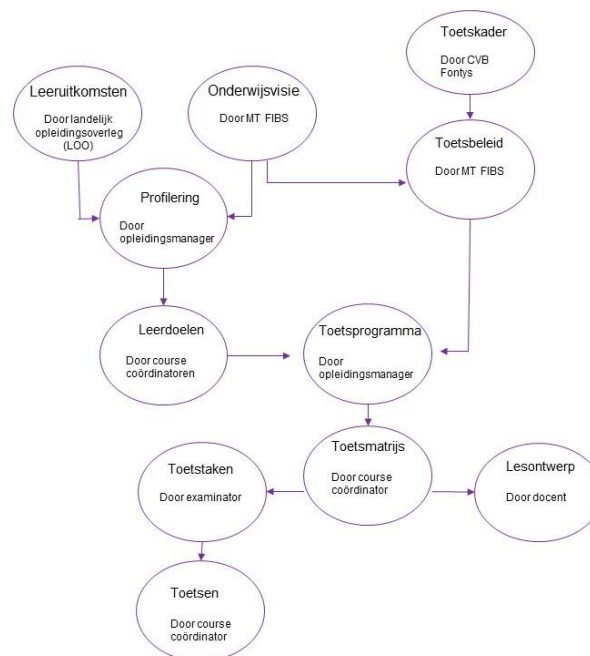 Toetskader
Door CVB
Fontys
Leeruitkomsten
Door landelijk
opleidingsoverleg
(LOO)
Onderwijsvisie
Door MT FIBS
Toetsbeleid
Door MT FIBS
Profilering
Door
opleidingsmanager
Leerdoelen
Door course
coördinatoren
Toetsprogramma
Door
opleidingsmanager
Toetsmatrijs
Door course
coördinator
Toetstaken
Door examinator
Lesontwerp
Door docent
Toetsen
Door course
coördinator